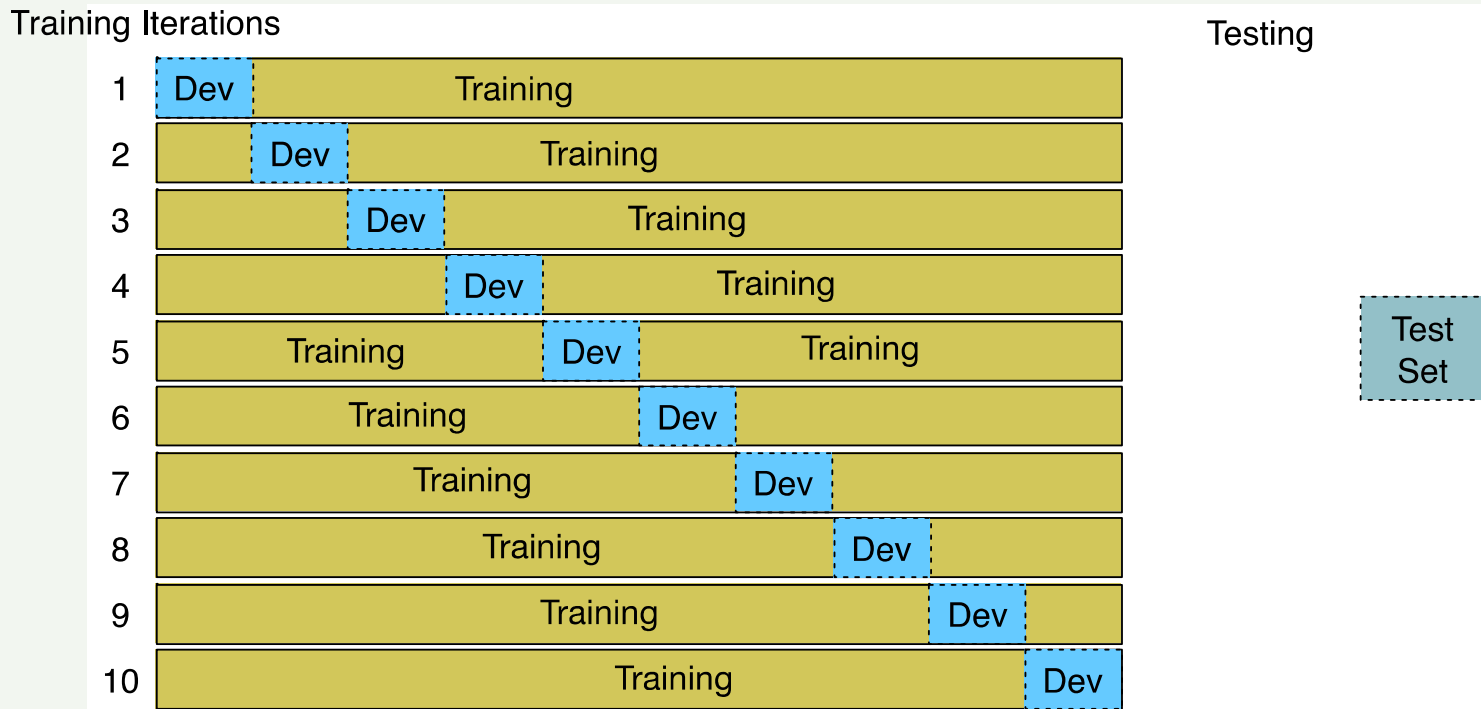 Training Iterations
Testing
1 Dev Training
2 Dev Training
3 Dev Training
4 Dev Training
5 Training Dev Training
6 Training Dev
7 Training Dev
8 Training Dev
9 Training Dev
10 Training Dev
Test
Set